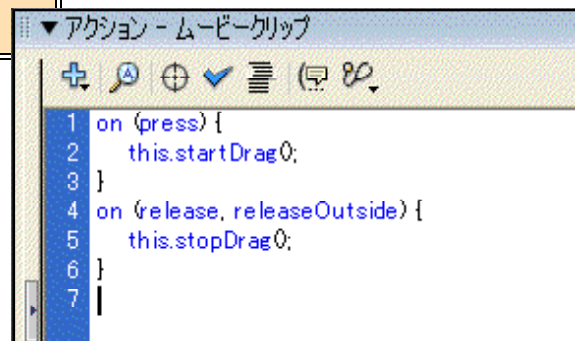 ▼ アクション - ムービークリップ
1 on (press) {
2 this.startDrag();
3 }
4 on (release, releaseOutside) {
5 this.stopDrag();
6 }
7